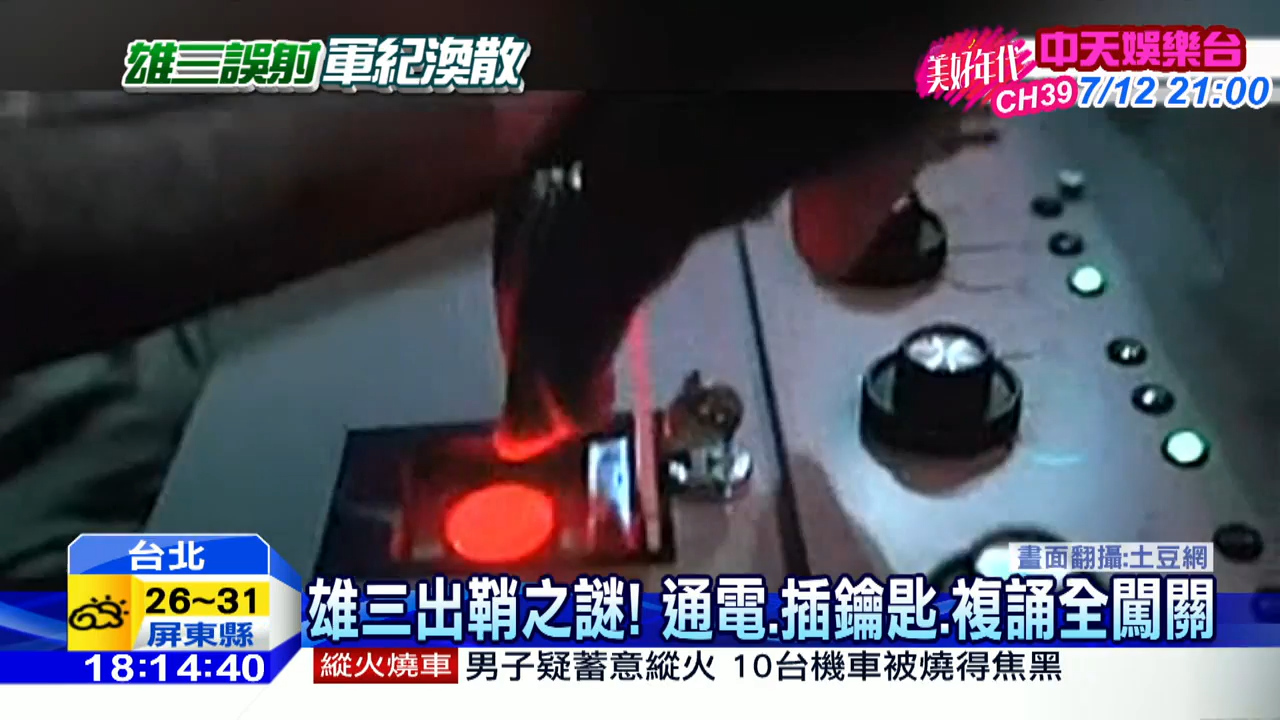 雄三誤射 軍紀渙散
美好年代
中天娛樂台
CH39 7/12 21:00
畫面翻攝:土豆網
台北
26~31
屏東縣
雄三出鞘之謎! 通電.插鑰匙.複誦全闖關
18:14:40
縱火燒車 男子疑蓄意縱火 10台機車被燒得焦黑